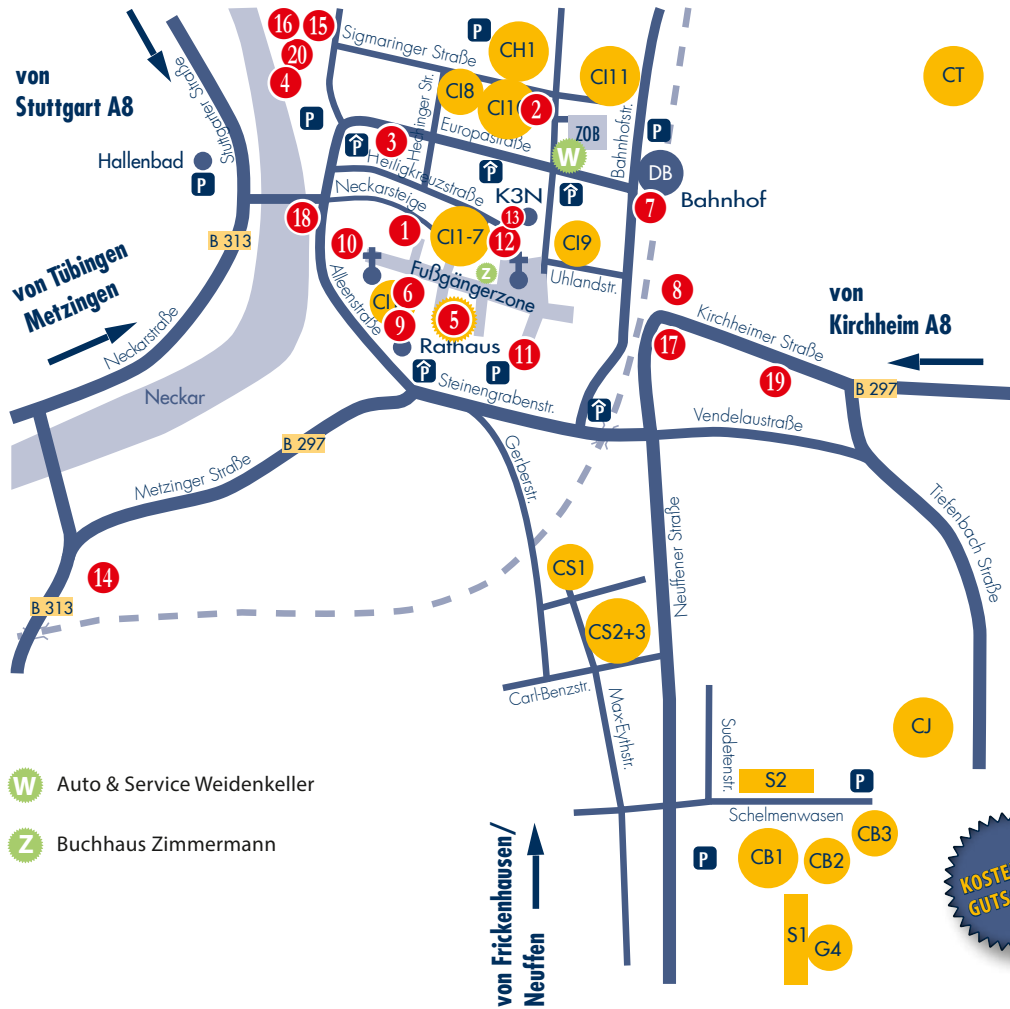 16
15
20
4
P
Sigmaringer Straße
CH1
CI11
CT
von
Stuttgart A8
Stuttgarter Straße
CI8
2
Hechinger Str.
Europastraße
ZOB
Bahnhofstr.
P
P
3
P
Hallenbad
P
Heiligkreuzstraße
P
W
P
DB
Bahnhof
Neckarsteige
K3N
7
18
13
B 313
10
1
CI1-7
12
CI9
Uhlandstr.
Z
Fußgängerzone
von Tübingen
Metzingen
Alleenstraße
6
9
5
Rathaus
11
8
von
Kirchheim A8
Kirchheimer Straße
17
19
B 297
Neckarstraße
Neckar
P
P
P
Steinengrabenstr.
Vendelaustraße
B 297
Metzinger Straße
Gerberstr.
Neuffener Straße
Tiefenbach Straße
14
B 313
CS1
CS2+3
Carl-Benzstr.
Max-Eythstr.
Sudetenstr.
CJ
S2
P
Schelmenwasen
W
Auto & Service Weidenkeller
Z
Buchhaus Zimmermann
P
CB1
CB2
CB3
S1
G4
von Frickenhausen/
Neuffen